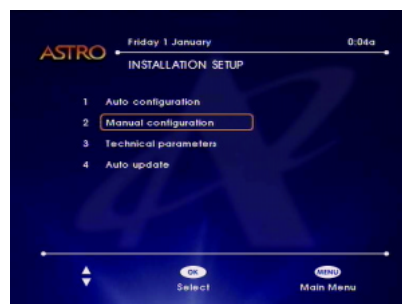 ASTRO
Friday 1 January 0:04a
INSTALLATION SETUP
1 Auto configuration
2 Manual configuration
3 Technical parameters
4 Auto update
OK MENU
Select Main Menu